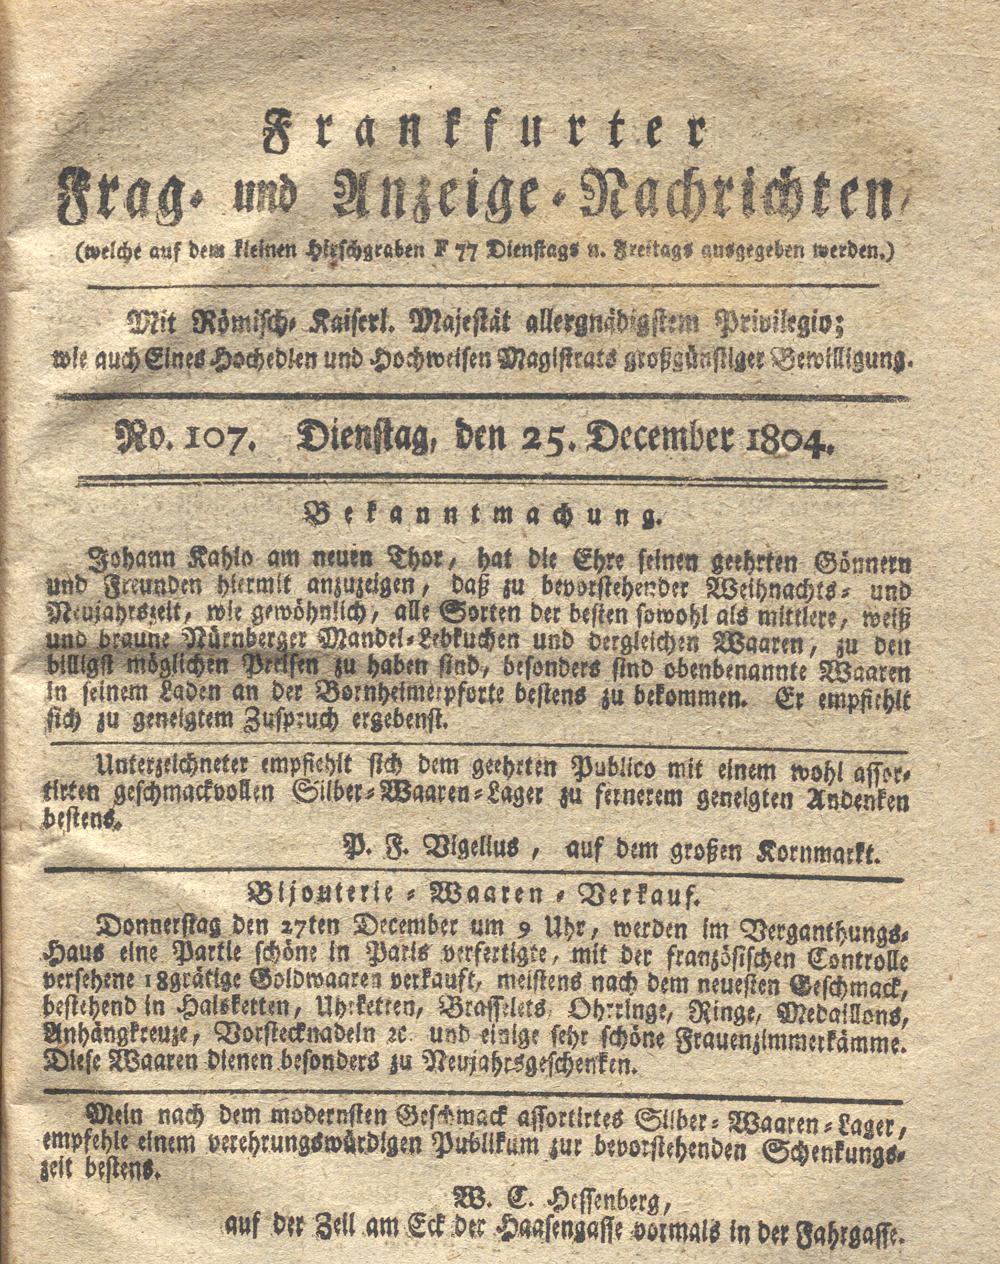 Frankfurter
Frag- und Anzeige-Nachrichten,
(welche auf dem kleinen Hirschgraben F 77 Dienstags u. Freitags ausgegeben werden.)
Mit Römisch- Kaiserl. Majestät allergnädigstem Privilegio;
wie auch Eines Hochedlen und Hochweisen Magistrats großgünstiger Bewilligung.
No. 107. Dienstag, den 25. December 1804.
Bekanntmachung.
Johann Kahlo am neuen Thor, hat die Ehre seinen geehrten Gönnern
und Freunden hiermit anzuzeigen, daß zu bevorstehender Weihnachts- und
Neujahrszeit, wie gewöhnlich, alle Sorten der besten sowohl als mittlere, weiß
und braune Nürnberger Mandel-Lebkuchen und dergleichen Waaren, zu den
billigst möglichen Preisen zu haben sind, besonders sind obenbenannte Waaren
in seinem Laden an der Bornheimerpforte bestens zu bekommen. Er empfiehlt
sich zu geneigtem Zuspruch ergebenst.
Unterzeichneter empfiehlt sich dem geehrten Publico mit einem wohl assor-
tirten geschmackvollen Silber-Waaren-Lager zu fernerem geneigten Andenken
bestens.
P. F. Vigelius, auf dem großen Kornmarkt.
Bijouterie-Waaren-Verkauf.
Donnerstag den 27ten December um 9 Uhr, werden im Verganthungs-
Haus eine Partie schöne in Paris verfertigte, mit der französischen Controlle
versehene 18grätige Goldwaaren verkauft, meistens nach dem neuesten Geschmack,
bestehend in Halsketten, Uhrketten, Brasselets, Ohrringe, Ringe, Medaillons,
Anhängkreuze, Vorstecknadeln ꝛc. und einige sehr schöne Frauenzimmerkämme.
Diese Waaren dienen besonders zu Neujahrsgeschenken.
Mein nach dem modernsten Geschmack assortirtes Silber-Waaren-Lager,
empfehle einem verehrungswürdigen Publikum zur bevorstehenden Schenkungs-
zeit bestens.
W. C. Hessenberg,
auf der Zeil am Eck der Haasengasse vormals in der Fahrgasse.